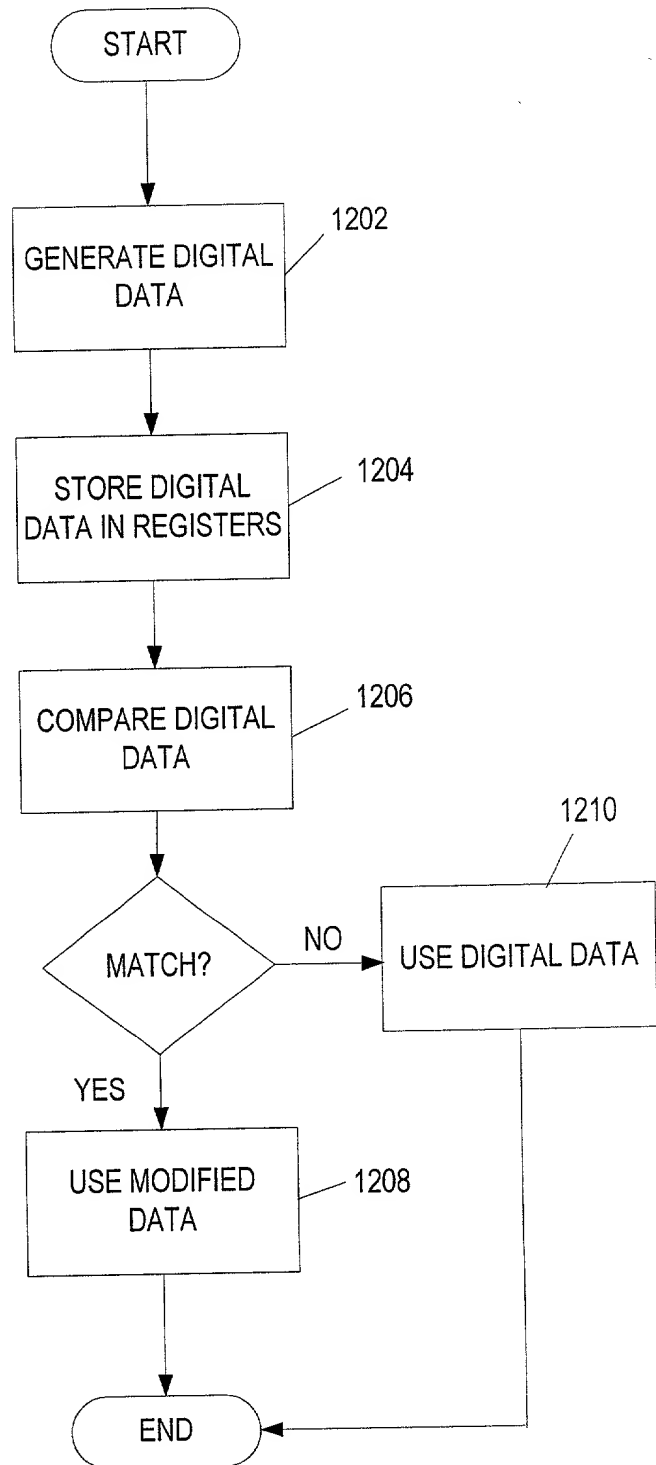 START
1202
GENERATE DIGITAL
DATA
1204
STORE DIGITAL
DATA IN REGISTERS
1206
COMPARE DIGITAL
DATA
1210
MATCH?
NO
USE DIGITAL DATA
YES
USE MODIFIED
DATA
1208
END